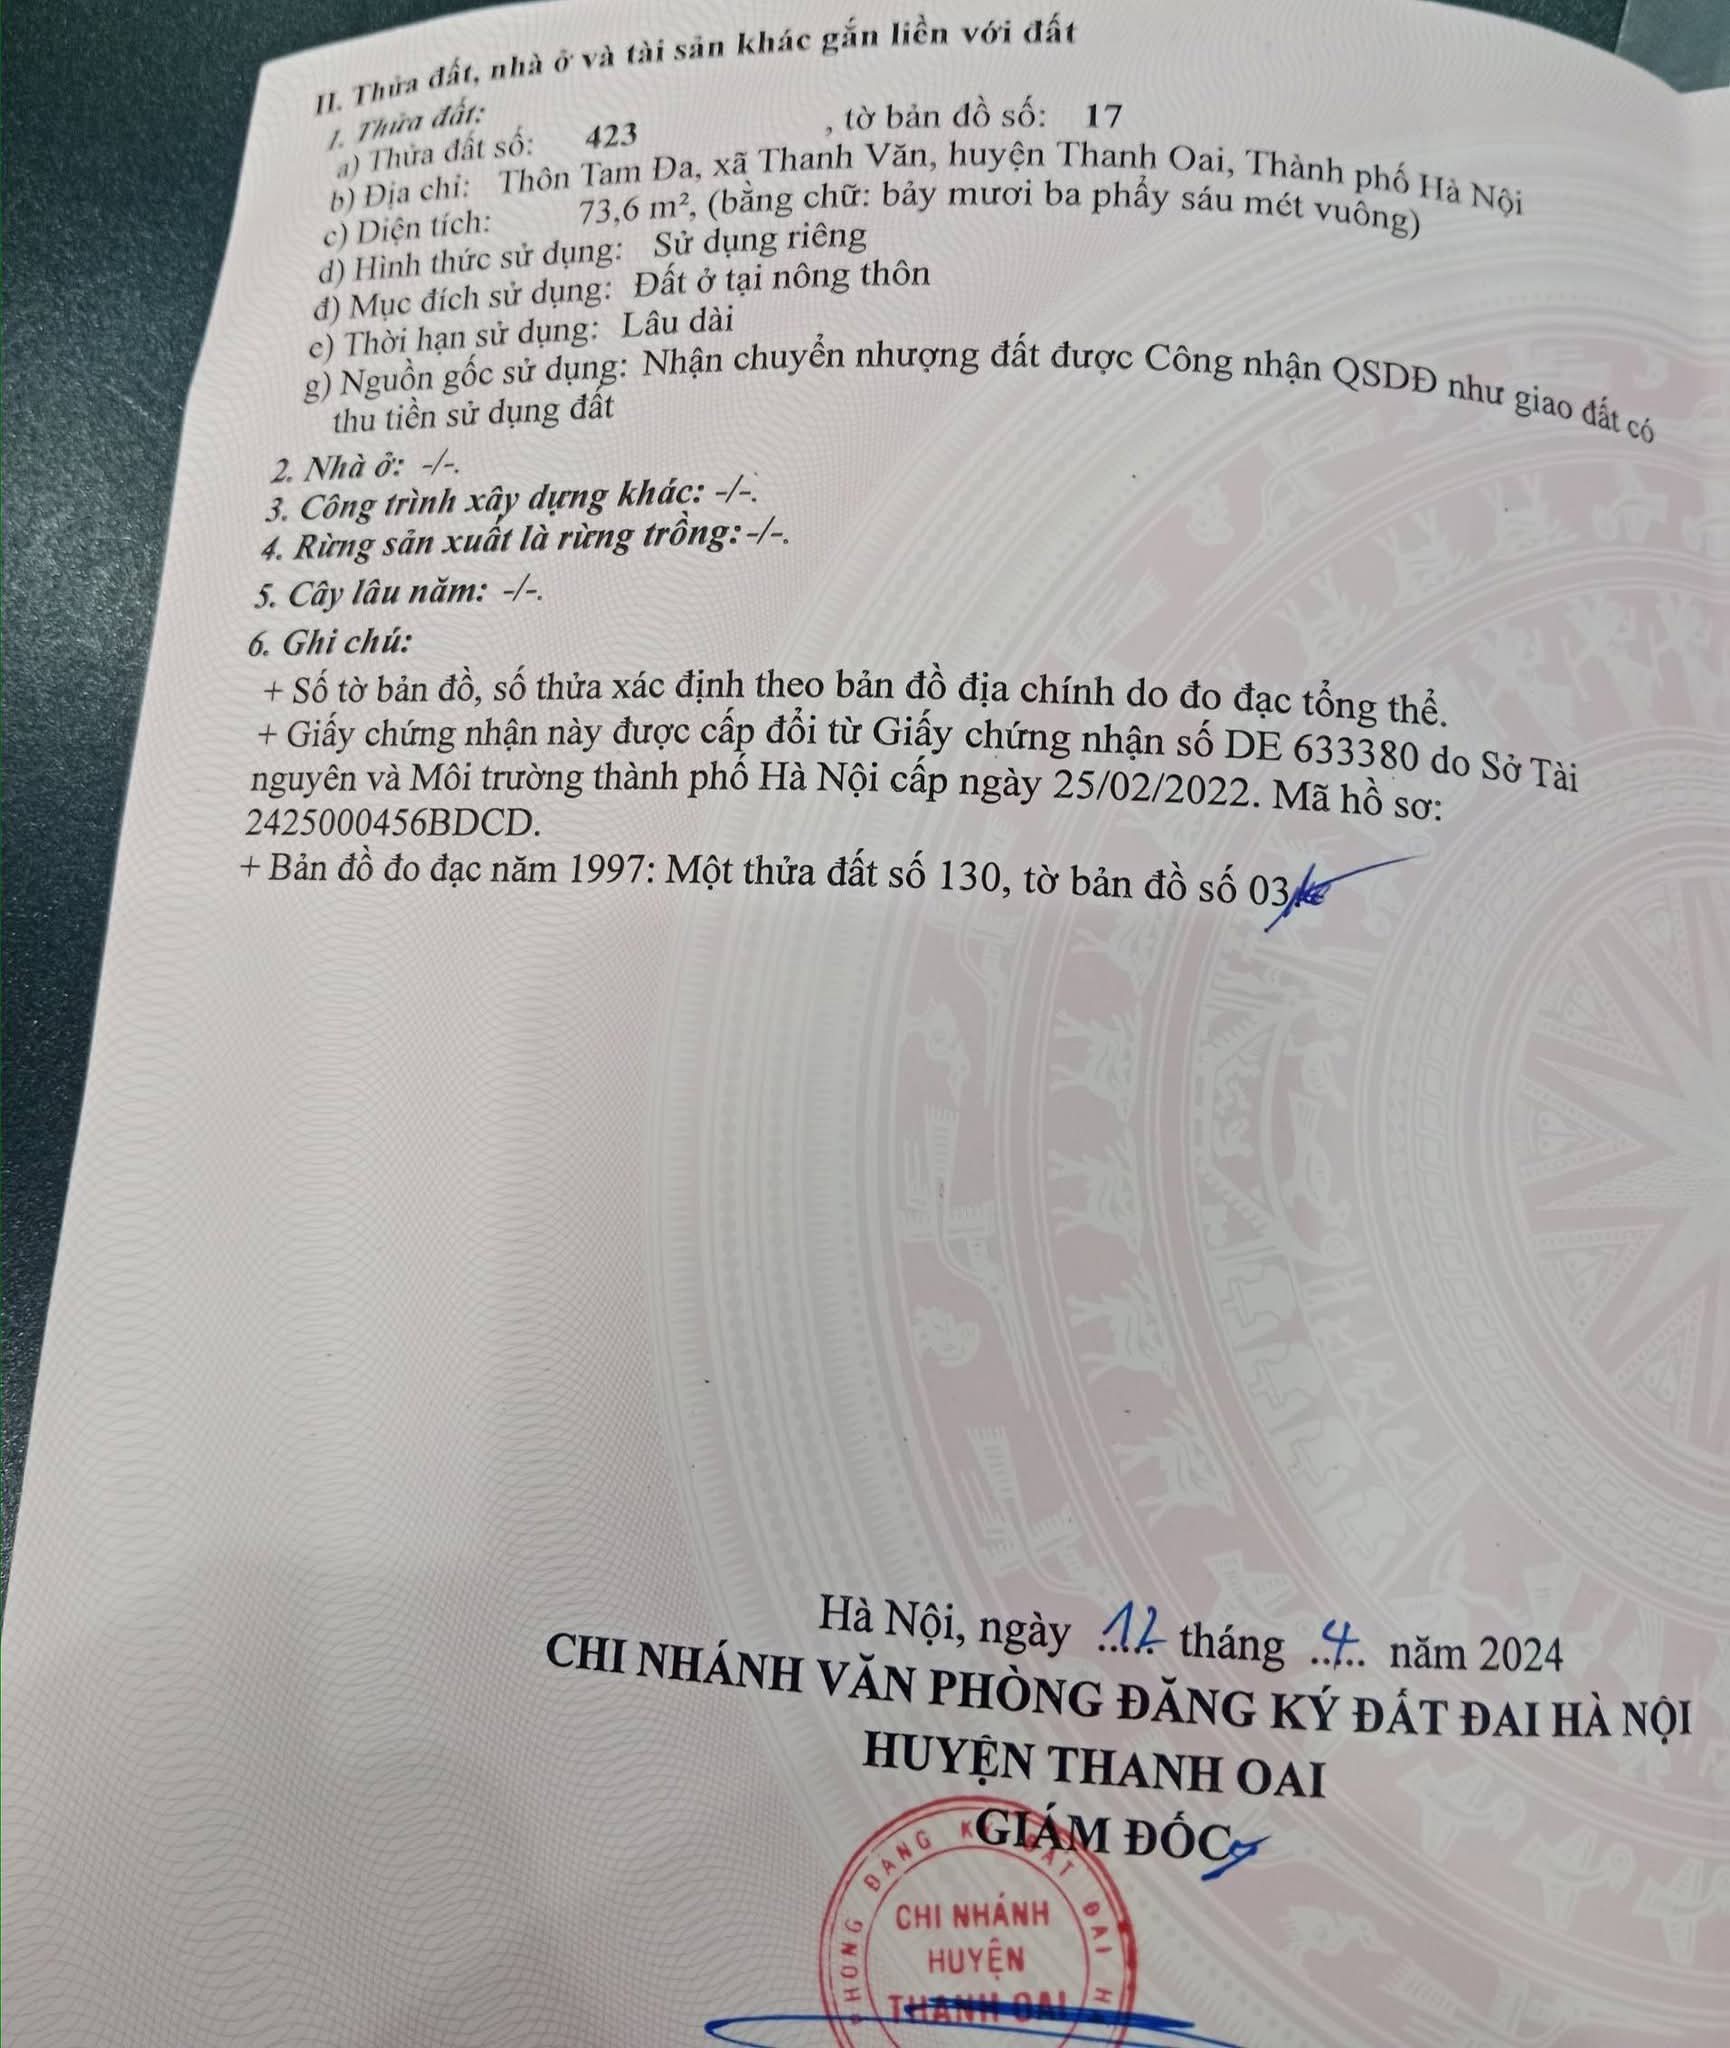 II. Thửa đất, nhà ở và tài sản khác gắn liền với đất
1. Thửa đất:
a) Thửa đất số: 423 , tờ bản đồ số: 17
b) Địa chỉ: Thôn Tam Đa, xã Thanh Văn, huyện Thanh Oai, Thành phố Hà Nội
c) Diện tích: 73,6 m², (bằng chữ: bảy mươi ba phẩy sáu mét vuông)
d) Hình thức sử dụng: Sử dụng riêng
đ) Mục đích sử dụng: Đất ở tại nông thôn
e) Thời hạn sử dụng: Lâu dài
g) Nguồn gốc sử dụng: Nhận chuyển nhượng đất được Công nhận QSDĐ như giao đất có
thu tiền sử dụng đất
2. Nhà ở: -/-.
3. Công trình xây dựng khác: -/-.
4. Rừng sản xuất là rừng trồng: -/-.
5. Cây lâu năm: -/-.
6. Ghi chú:
+ Số tờ bản đồ, số thửa xác định theo bản đồ địa chính do đo đạc tổng thể.
+ Giấy chứng nhận này được cấp đổi từ Giấy chứng nhận số DE 633380 do Sở Tài
nguyên và Môi trường thành phố Hà Nội cấp ngày 25/02/2022. Mã hồ sơ:
2425000456BDCD.
+ Bản đồ đo đạc năm 1997: Một thửa đất số 130, tờ bản đồ số 03.
Hà Nội, ngày 12 tháng 4 năm 2024
CHI NHÁNH VĂN PHÒNG ĐĂNG KÝ ĐẤT ĐAI HÀ NỘI
HUYỆN THANH OAI
GIÁM ĐỐC
PHÒNG ĐĂNG KÝ ĐẤT ĐAI
CHI NHÁNH
HUYỆN
THANH OAI